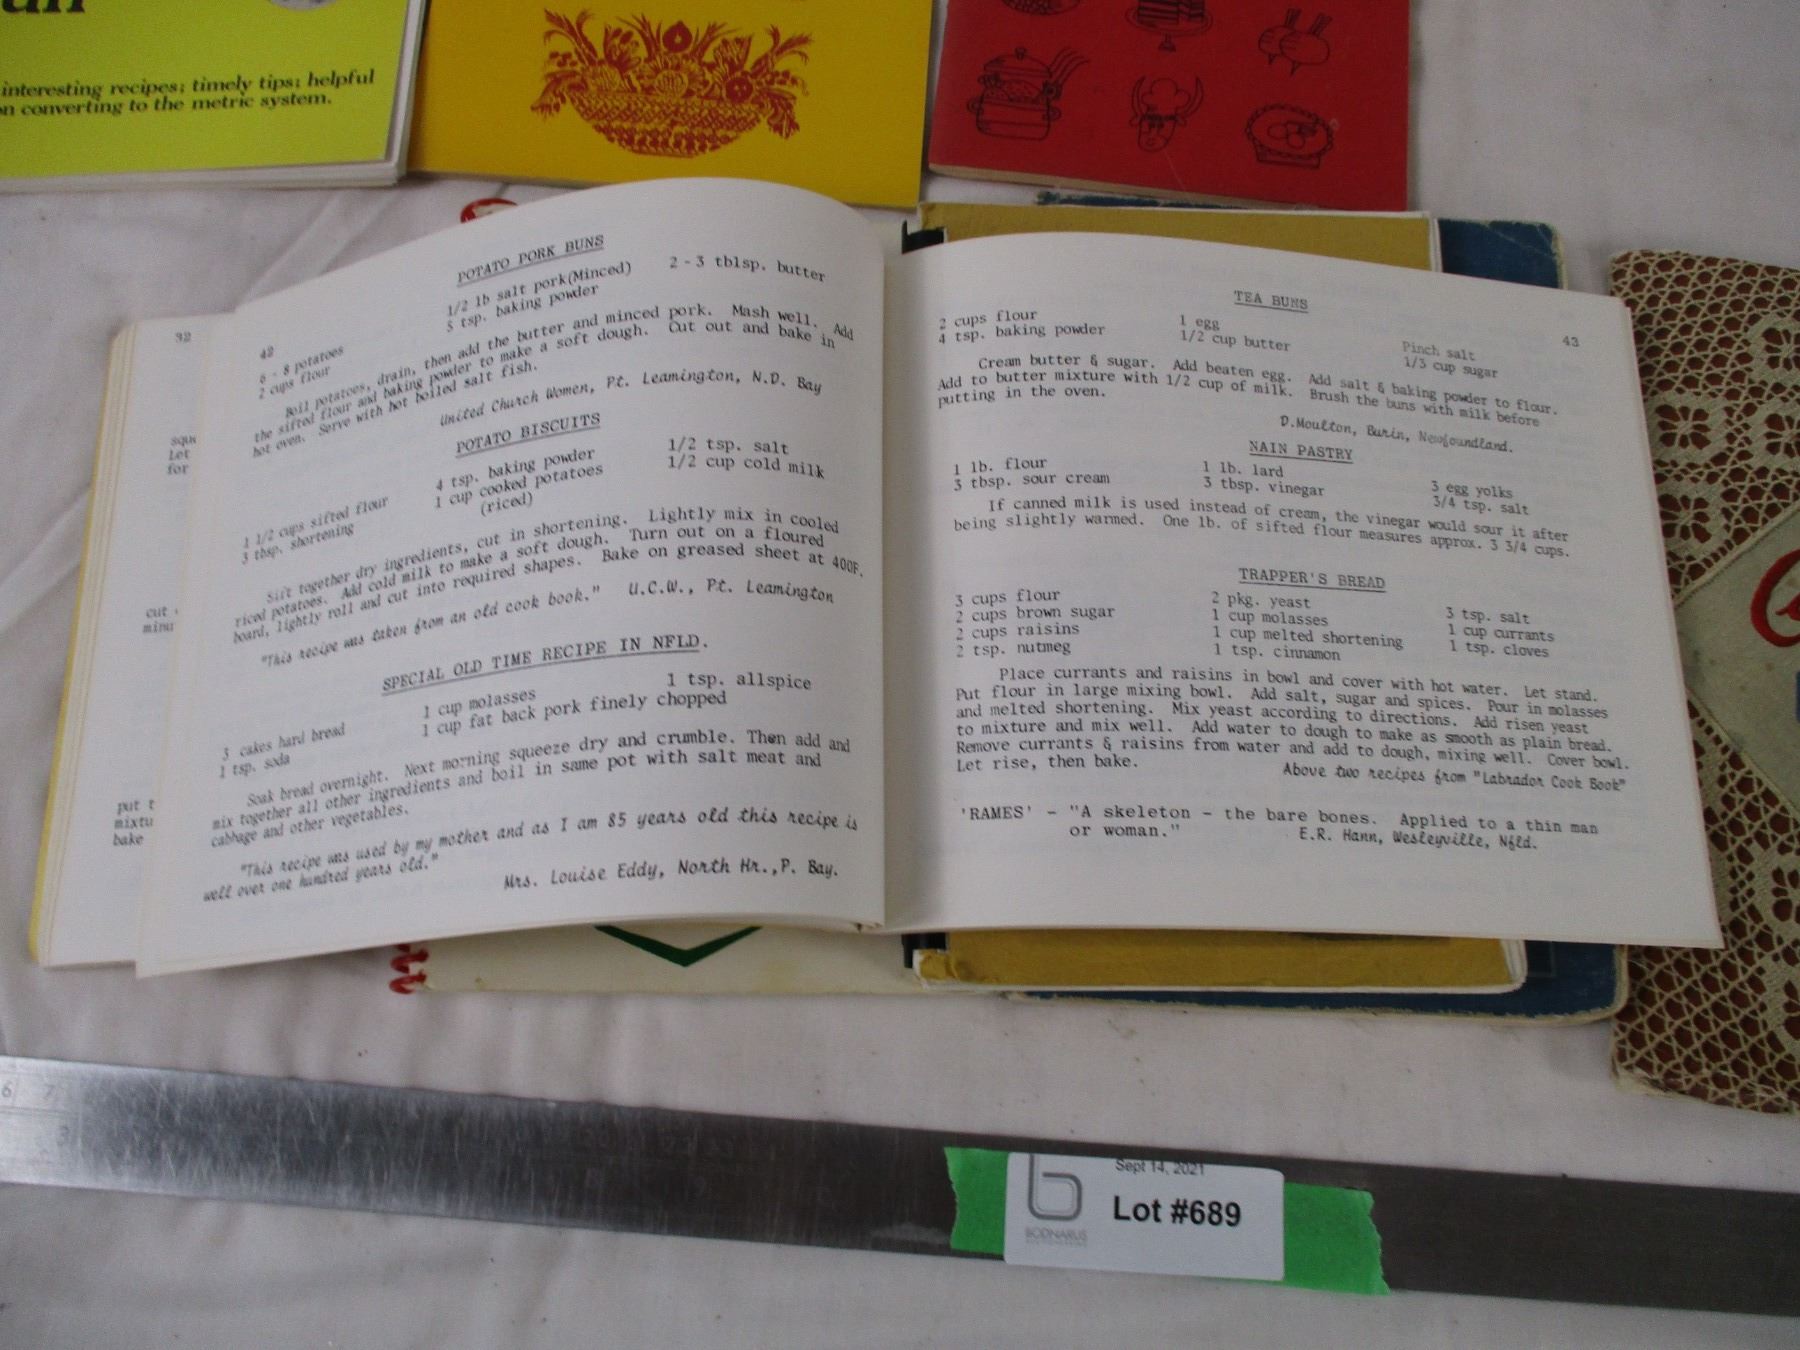 interesting recipes; timely tips; helpful
on converting to the metric system.
32
42
POTATO PORK BUNS
6 - 8 potatoes
2 cups flour
1/2 lb salt pork(Minced)
5 tsp. baking powder
2 - 3 tblsp. butter
Boil potatoes, drain, then add the butter and minced pork. Mash well. Add
the sifted flour and baking powder to make a soft dough. Cut out and bake in
hot oven. Serve with hot boiled salt fish.
United Church Women, Pt. Leamington, N.D. Bay
POTATO BISCUITS
1 1/2 cups sifted flour
3 tbsp. shortening
4 tsp. baking powder
1 cup cooked potatoes
(riced)
1/2 tsp. salt
1/2 cup cold milk
Sift together dry ingredients, cut in shortening. Lightly mix in cooled
riced potatoes. Add cold milk to make a soft dough. Turn out on a floured
board, lightly roll and cut into required shapes. Bake on greased sheet at 400F.
"This recipe was taken from an old cook book." U.C.W., Pt. Leamington
SPECIAL OLD TIME RECIPE IN NFLD.
3 cakes hard bread
1 tsp. soda
1 cup molasses
1 cup fat back pork finely chopped
1 tsp. allspice
Soak bread overnight. Next morning squeeze dry and crumble. Then add and
mix together all other ingredients and boil in same pot with salt meat and
cabbage and other vegetables.
"This recipe was used by my mother and as I am 85 years old this recipe is
well over one hundred years old."
Mrs. Louise Eddy, North Hr.,P. Bay.
Let
for
cut
put t
mixtu
bake
43
TEA BUNS
2 cups flour
4 tsp. baking powder
1 egg
1/2 cup butter
Pinch salt
1/3 cup sugar
Cream butter & sugar. Add beaten egg. Add salt & baking powder to flour.
Add to butter mixture with 1/2 cup of milk. Brush the buns with milk before
putting in the oven.
D.Moulton, Burin, Newfoundland.
NAIN PASTRY
1 lb. flour
3 tbsp. sour cream
1 lb. lard
3 tbsp. vinegar
3 egg yolks
3/4 tsp. salt
If canned milk is used instead of cream, the vinegar would sour it after
being slightly warmed. One lb. of sifted flour measures approx. 3 3/4 cups.
TRAPPER'S BREAD
3 cups flour
2 cups brown sugar
2 cups raisins
2 tsp. nutmeg
2 pkg. yeast
1 cup molasses
1 cup melted shortening
1 tsp. cinnamon
3 tsp. salt
1 cup currants
1 tsp. cloves
Place currants and raisins in bowl and cover with hot water. Let stand.
Put flour in large mixing bowl. Add salt, sugar and spices. Pour in molasses
and melted shortening. Mix yeast according to directions. Add risen yeast
to mixture and mix well. Add water to dough to make as smooth as plain bread.
Remove currants & raisins from water and add to dough, mixing well. Cover bowl.
Let rise, then bake.
Above two recipes from "Labrador Cook Book"
'RAMES' - "A skeleton - the bare bones. Applied to a thin man
or woman."
E.R. Hann, Wesleyville, Nfld.
6 7
Sept 14, 2021
Lot #689
BODNARUS